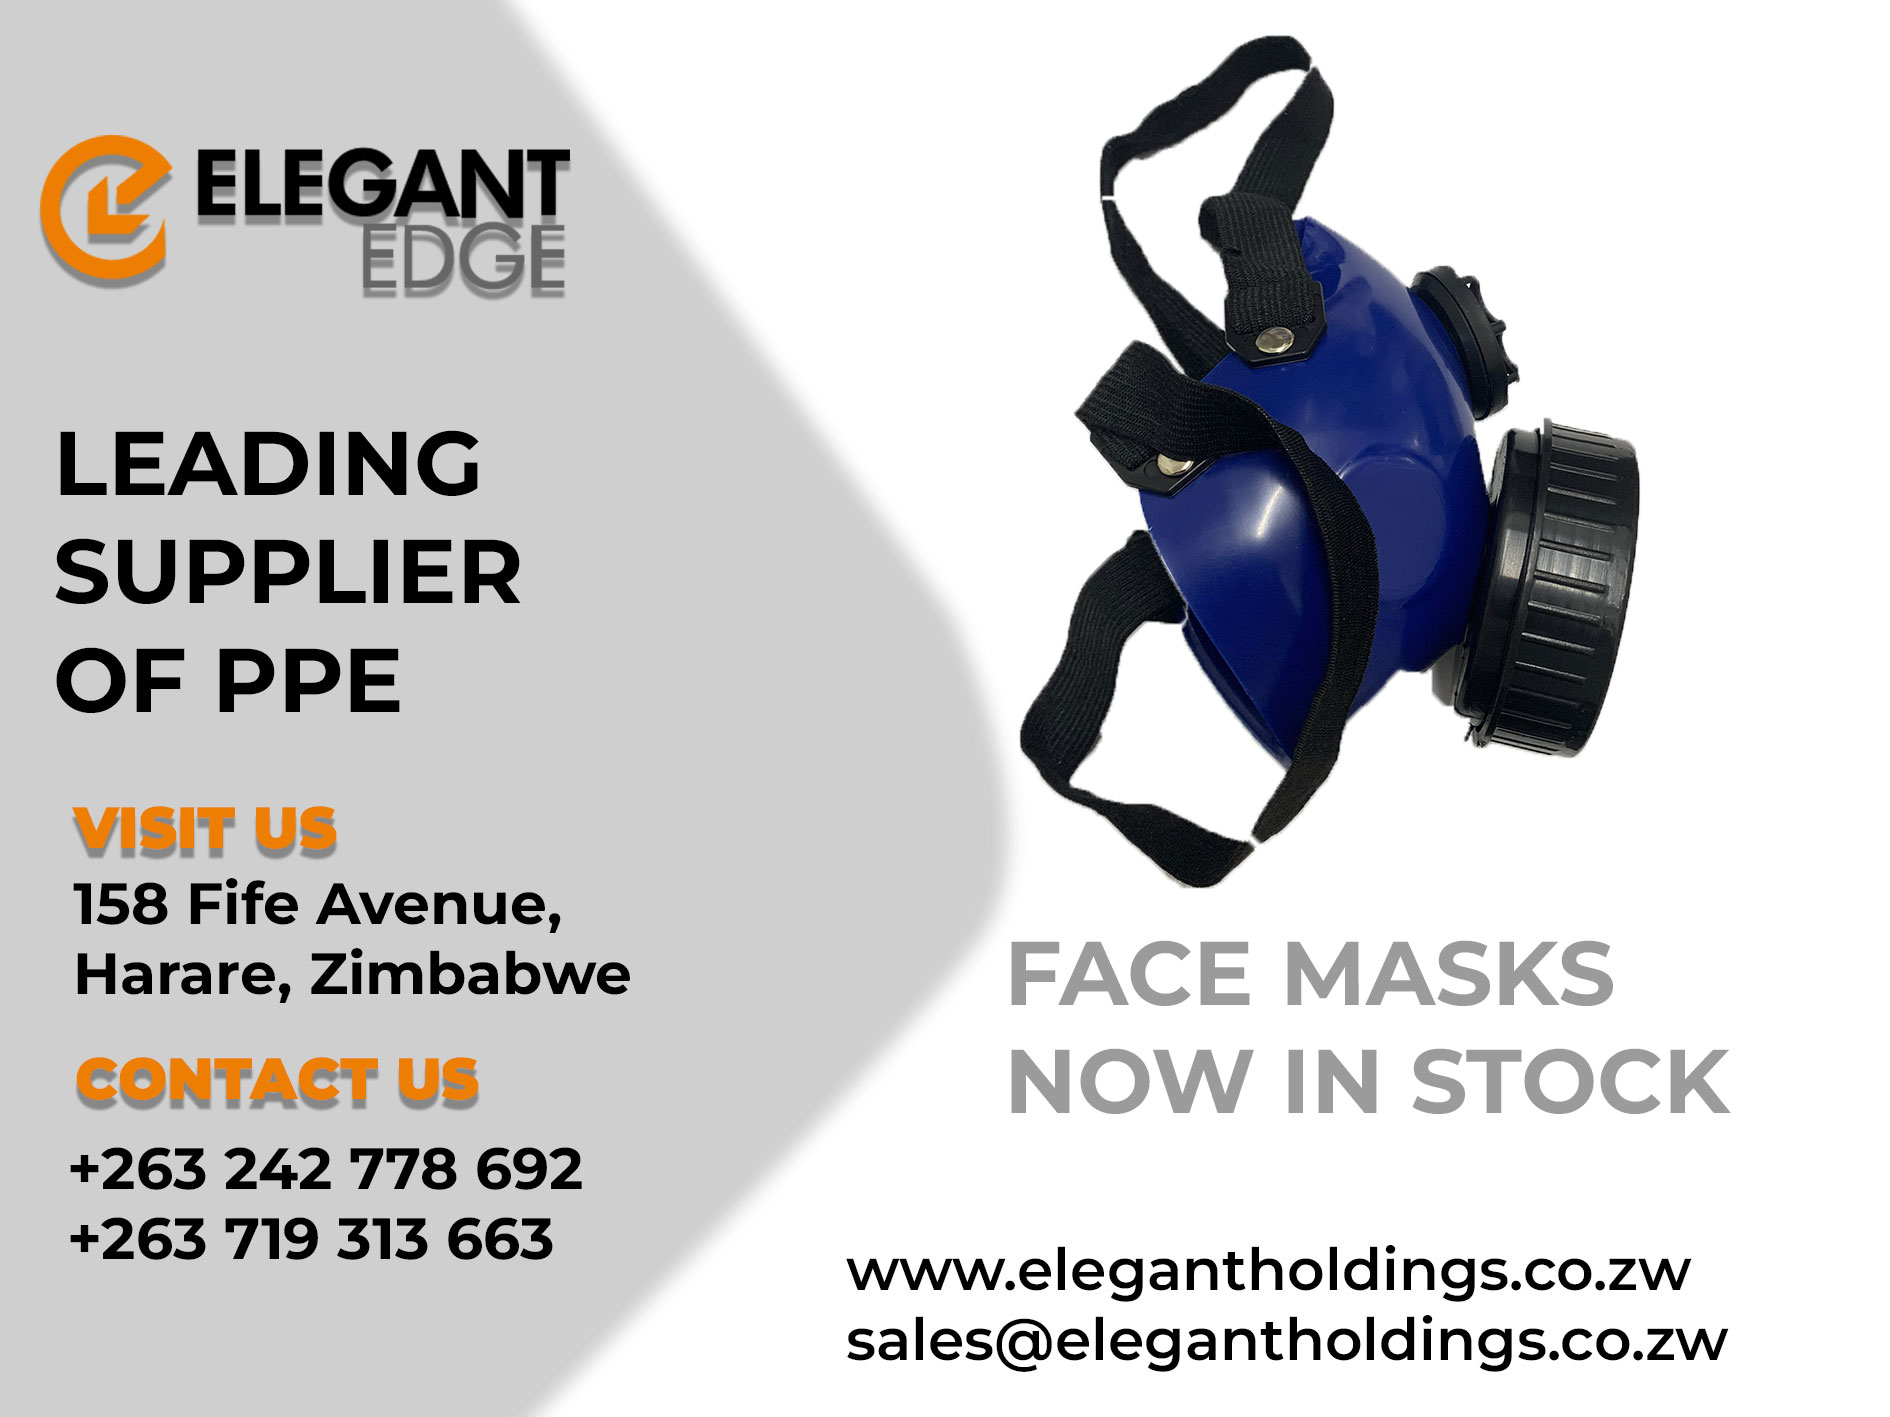 ELEGANT
EDGE
LEADING
SUPPLIER
OF PPE
VISIT US
158 Fife Avenue,
Harare, Zimbabwe
CONTACT US
+263 242 778 692
+263 719 313 663
FACE MASKS
NOW IN STOCK
www.elegantholdings.co.zw
sales@elegantholdings.co.zw